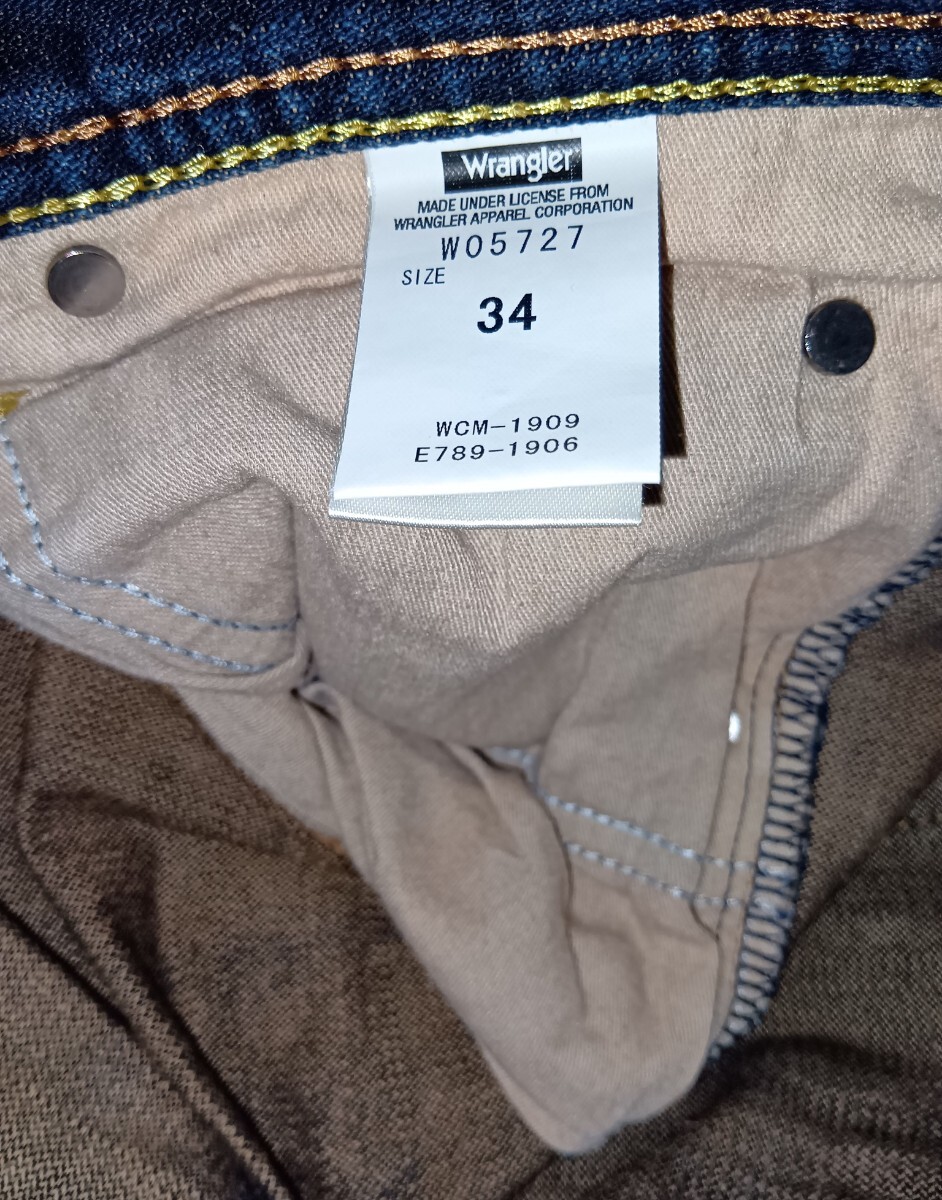 Wrangler
MADE UNDER LICENSE FROM
WRANGLER APPAREL CORPORATION
W05727
SIZE
34
WCM-1909
E789-1906